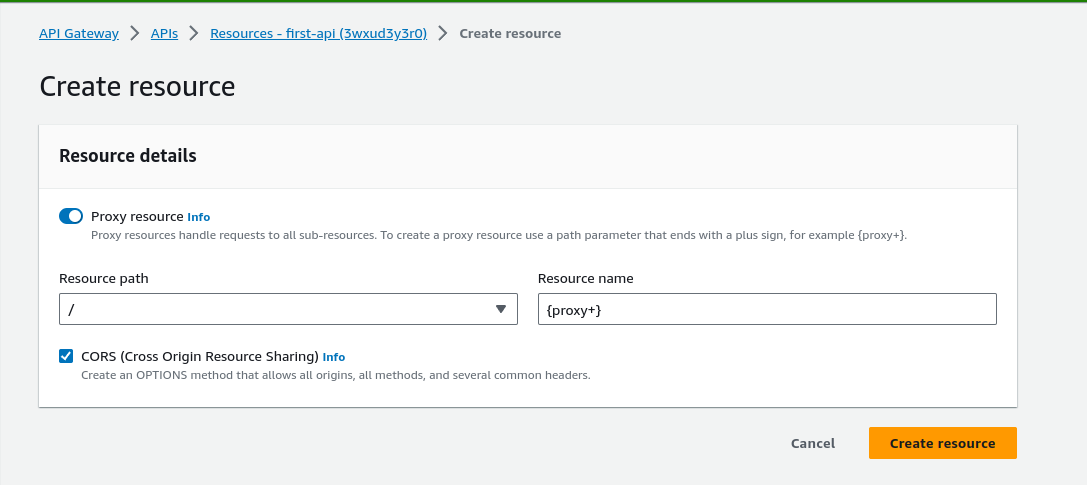 API Gateway > APIs > Resources - first-api (3wxud3y3r0) > Create resource
Create resource
Resource details
Proxy resource Info
Proxy resources handle requests to all sub-resources. To create a proxy resource use a path parameter that ends with a plus sign, for example {proxy+}.
Resource path Resource name
/ {proxy+}
CORS (Cross Origin Resource Sharing) Info
Create an OPTIONS method that allows all origins, all methods, and several common headers.
Cancel Create resource